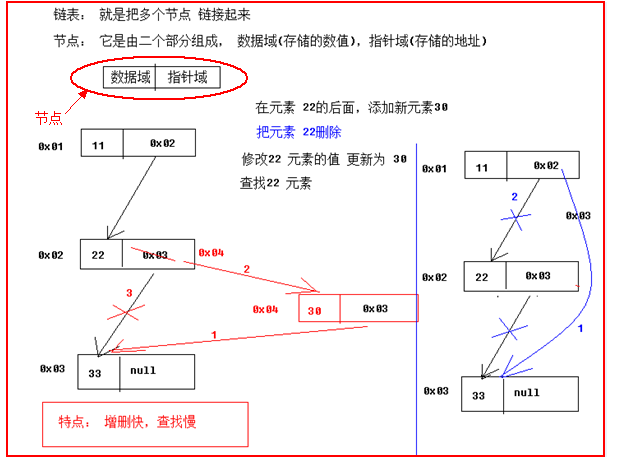 链表： 就是把多个节点 链接起来
节点： 它是由二个部分组成， 数据域(存储的数值)，指针域(存储的地址)
数据域 指针域
节点
在元素 22的后面，添加新元素30
把元素 22删除
修改22 元素的值 更新为 30
查找22 元素
0x01 11 0x02
0x02 22 0x03 0x04
3
2
0x04 30 0x03
1
0x03 33 null
特点： 增删快，查找慢
0x01 11 0x02
2
0x03
0x02 22 0x03
1
0x03 33 null